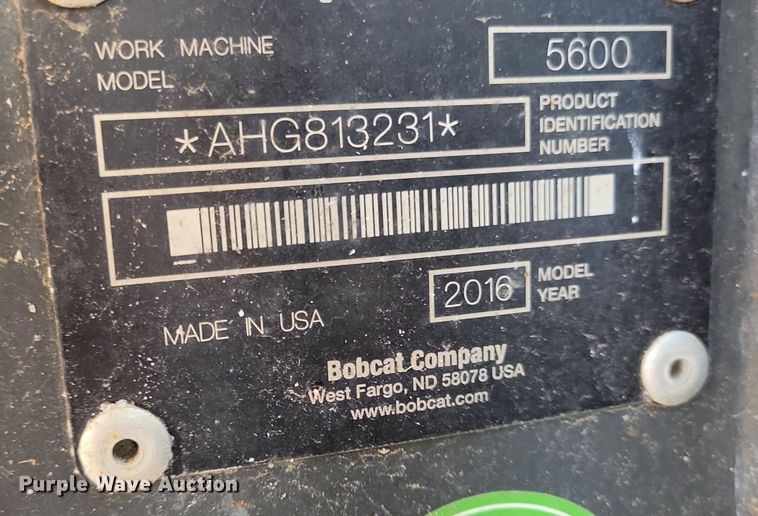 WORK MACHINE
MODEL
5600
*AHG813231*
PRODUCT
IDENTIFICATION
NUMBER
2016
MODEL
YEAR
MADE IN USA
Bobcat Company
West Fargo, ND 58078 USA
www.bobcat.com
Purple Wave Auction